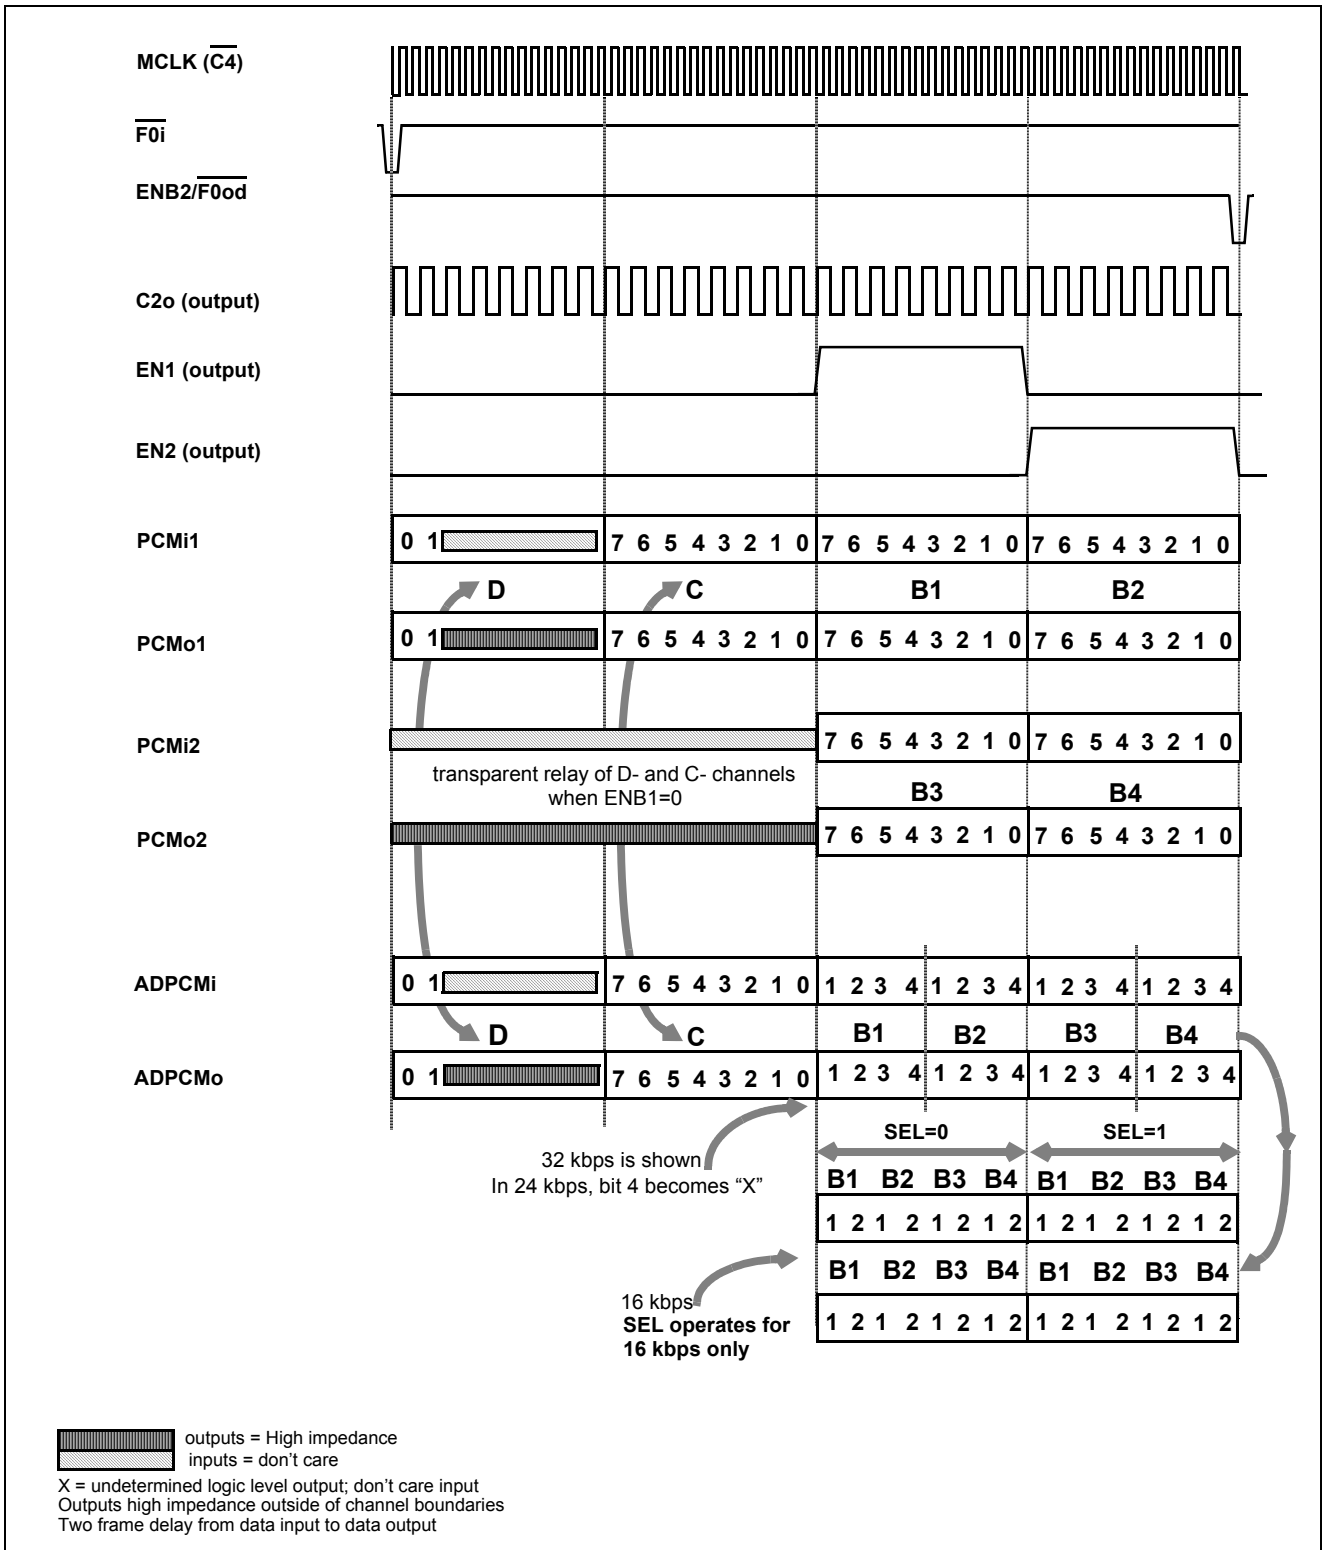 MCLK (C4)
F0i
ENB2/F0od
C2o (output)
EN1 (output)
EN2 (output)
PCMi1 0 1 7 6 5 4 3 2 1 0 7 6 5 4 3 2 1 0 7 6 5 4 3 2 1 0
D C B1 B2
PCMo1 0 1 7 6 5 4 3 2 1 0 7 6 5 4 3 2 1 0 7 6 5 4 3 2 1 0
PCMi2 7 6 5 4 3 2 1 0 7 6 5 4 3 2 1 0
transparent relay of D- and C- channels
when ENB1=0
B3 B4
PCMo2 7 6 5 4 3 2 1 0 7 6 5 4 3 2 1 0
ADPCMi 0 1 7 6 5 4 3 2 1 0 1 2 3 4 1 2 3 4 1 2 3 4 1 2 3 4
D C B1 B2 B3 B4
ADPCMo 0 1 7 6 5 4 3 2 1 0 1 2 3 4 1 2 3 4 1 2 3 4 1 2 3 4
SEL=0 SEL=1
32 kbps is shown
In 24 kbps, bit 4 becomes “X”
B1 B2 B3 B4 B1 B2 B3 B4
1 2 1 2 1 2 1 2 1 2 1 2 1 2 1 2
B1 B2 B3 B4 B1 B2 B3 B4
16 kbps
SEL operates for
16 kbps only
1 2 1 2 1 2 1 2 1 2 1 2 1 2 1 2
outputs = High impedance
inputs = don’t care
X = undetermined logic level output; don’t care input
Outputs high impedance outside of channel boundaries
Two frame delay from data input to data output